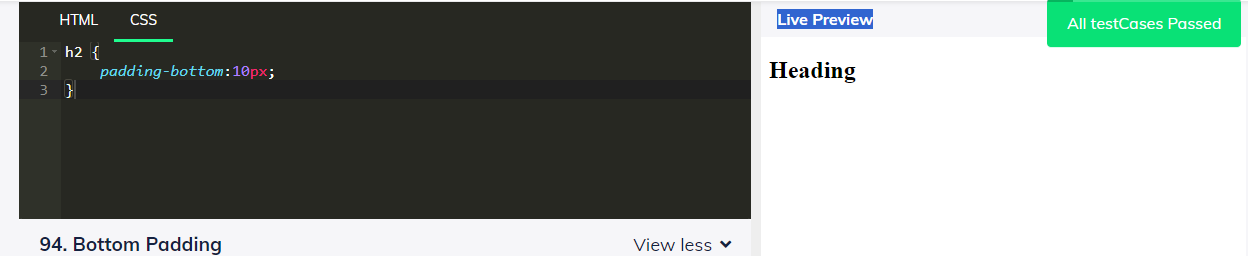 HTML CSS
1 h2 {
2 padding-bottom:10px;
3 }
94. Bottom Padding
View less
Live Preview
All testCases Passed
Heading